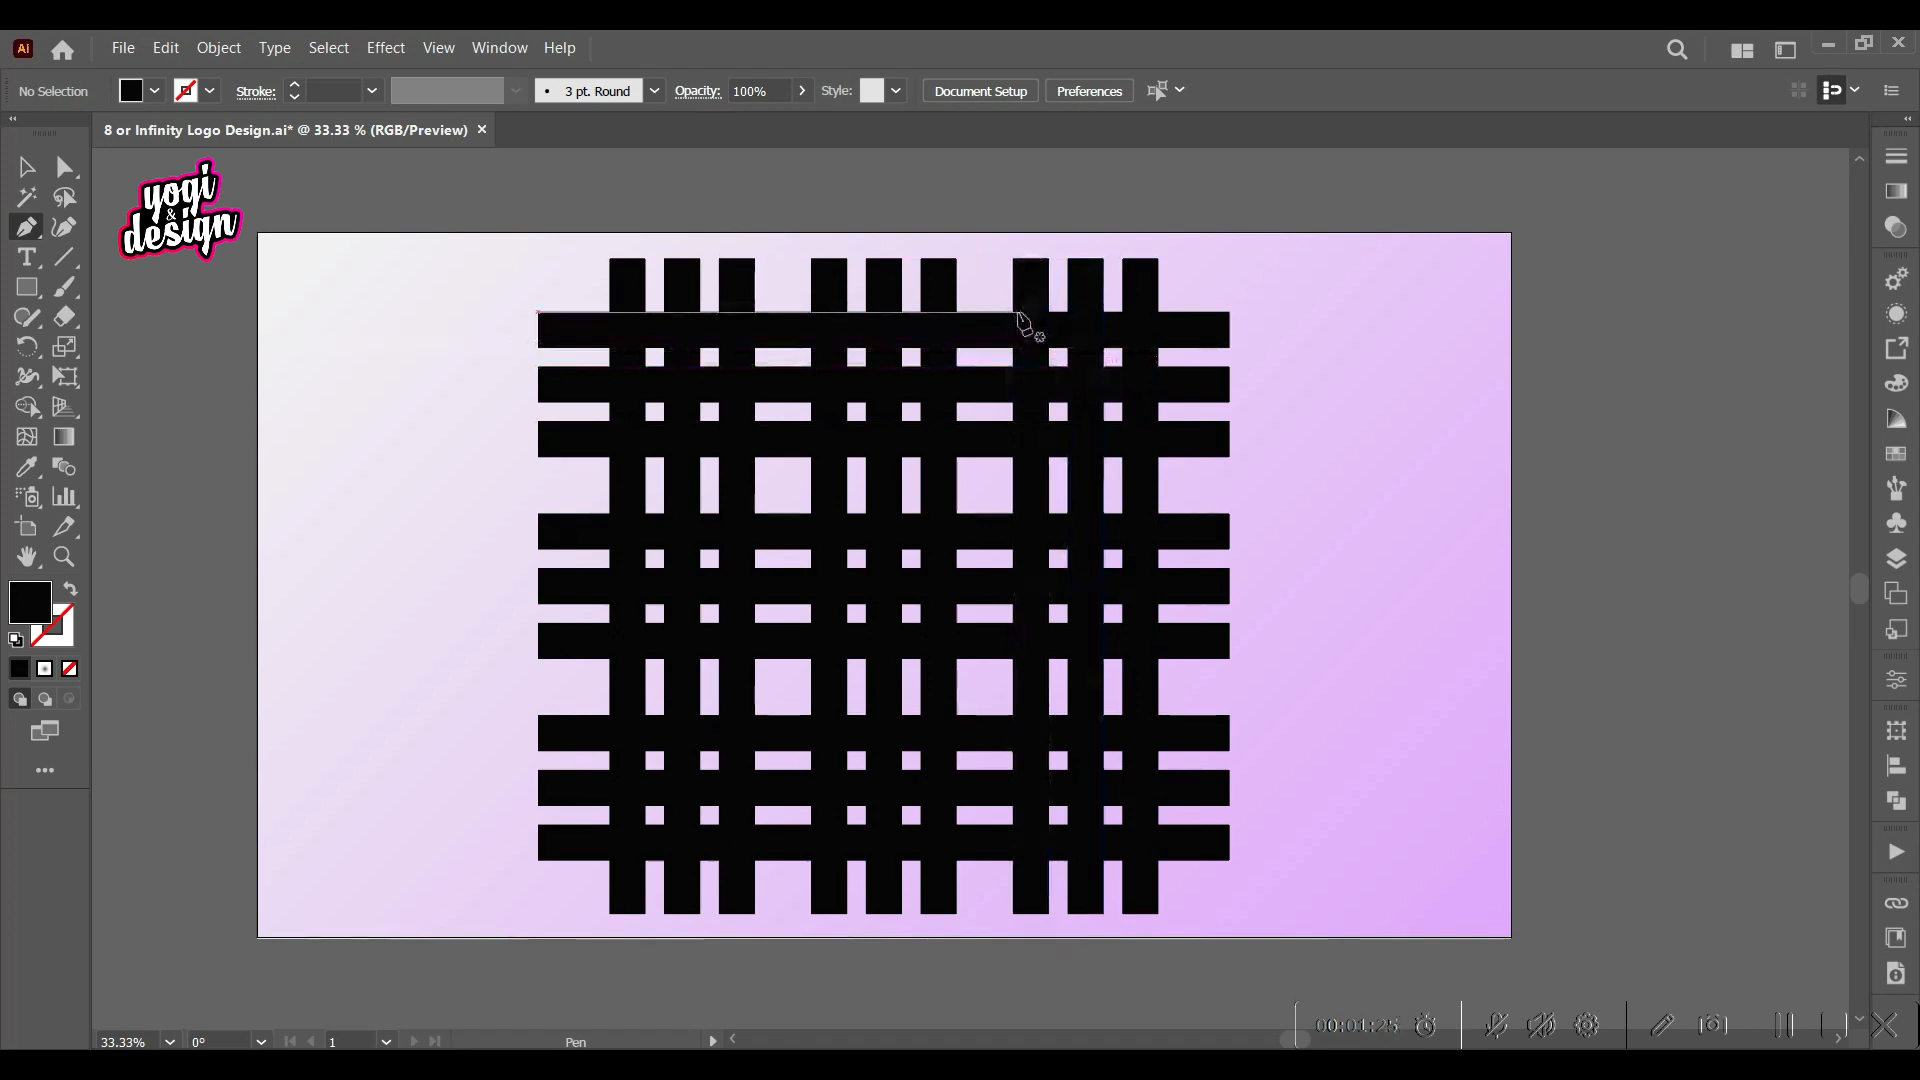 Ai File Edit Object Type Select Effect View Window Help
No Selection Stroke: 3 pt. Round Opacity: 100% Style: Document Setup Preferences
8 or Infinity Logo Design.ai* @ 33.33 % (RGB/Preview)
yogi
&
design
00:01:25
33.33% 0° 1 Pen